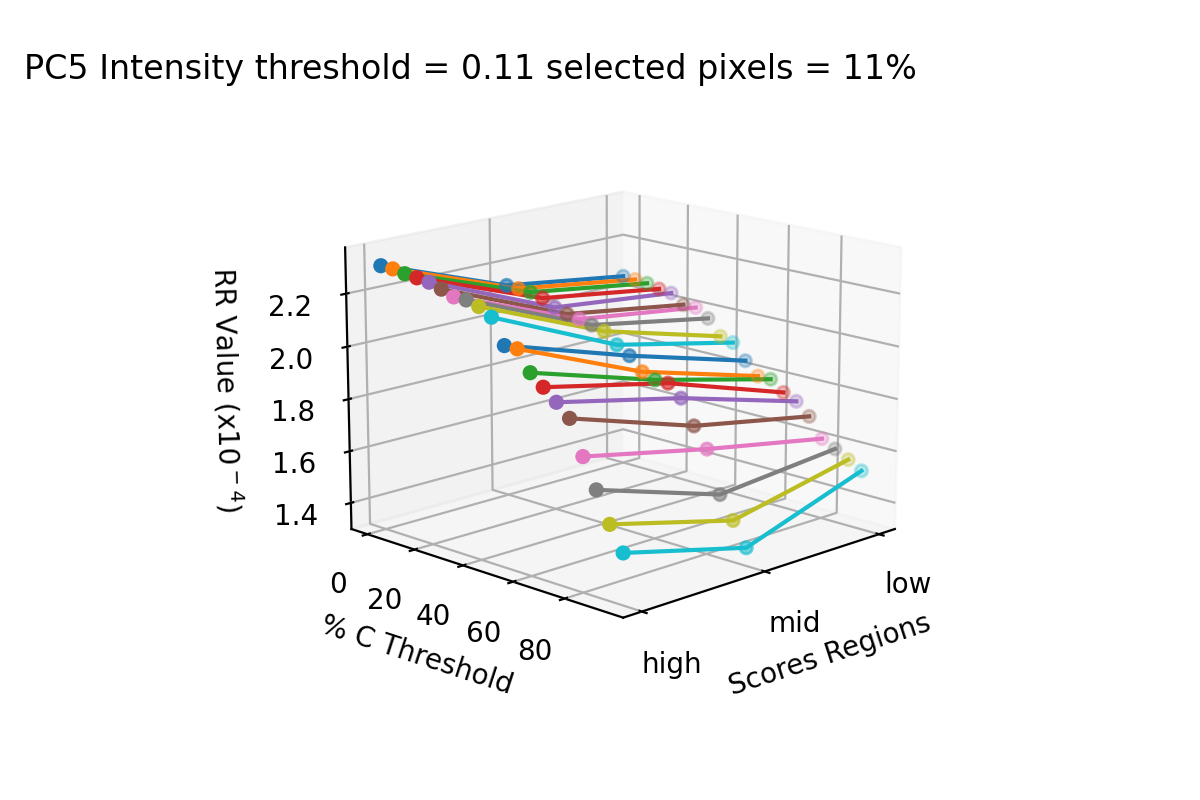 PC5 Intensity threshold = 0.11 selected pixels = 11%
RR Value (x10⁻⁴)
2.2
2.0
1.8
1.6
1.4
0
20
40
60
80
% C Threshold
low
mid
high
Scores Regions